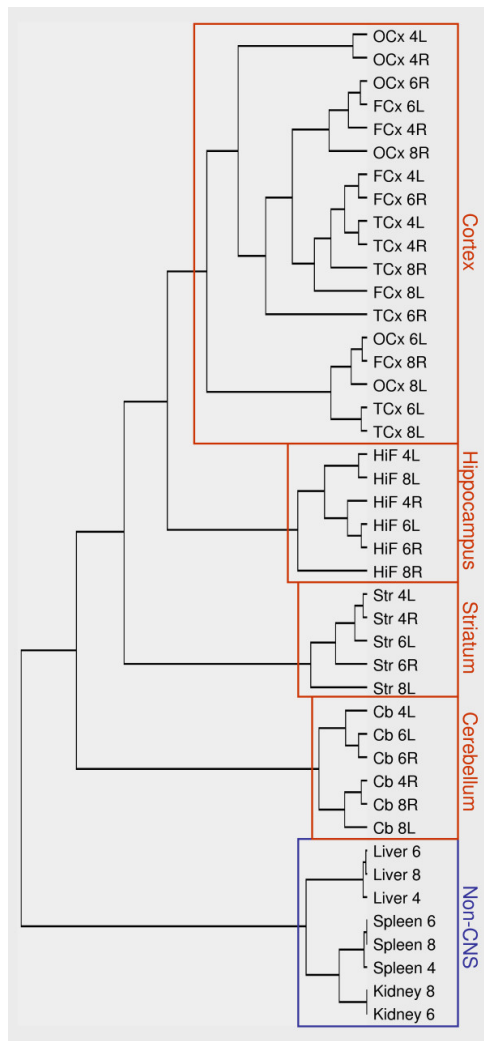 OCx 4L
OCx 4R
OCx 6R
FCx 6L
FCx 4R
OCx 8R
FCx 4L
FCx 6R
TCx 4L
TCx 4R
TCx 8R
FCx 8L
TCx 6R
OCx 6L
FCx 8R
OCx 8L
TCx 6L
TCx 8L
Cortex
HiF 4L
HiF 8L
HiF 4R
HiF 6L
HiF 6R
HiF 8R
Hippocampus
Str 4L
Str 4R
Str 6L
Str 6R
Str 8L
Striatum
Cb 4L
Cb 6L
Cb 6R
Cb 4R
Cb 8R
Cb 8L
Cerebellum
Liver 6
Liver 8
Liver 4
Spleen 6
Spleen 8
Spleen 4
Kidney 8
Kidney 6
Non-CNS